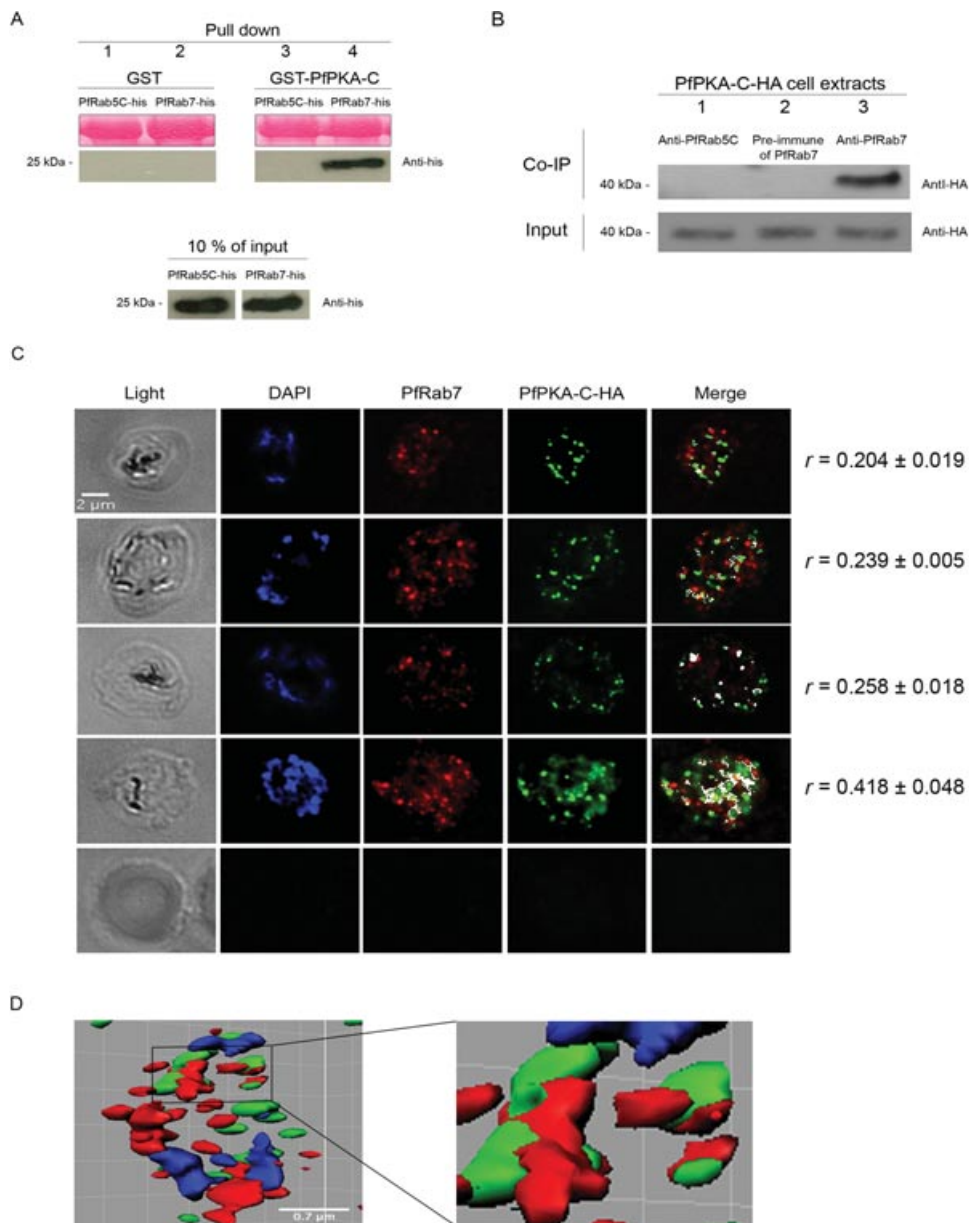 A
Pull down
1 2 3 4
GST GST-PfPKA-C
PfRab5C-his PfRab7-his PfRab5C-his PfRab7-his
25 kDa - Anti-his
10 % of input
PfRab5C-his PfRab7-his
25 kDa - Anti-his
B
PfPKA-C-HA cell extracts
1 2 3
Anti-PfRab5C Pre-immune of PfRab7 Anti-PfRab7
Co-IP 40 kDa - AntI-HA
Input 40 kDa - Anti-HA
C
Light DAPI PfRab7 PfPKA-C-HA Merge
2 µm
r = 0.204 ± 0.019
r = 0.239 ± 0.005
r = 0.258 ± 0.018
r = 0.418 ± 0.048
D
0.7 µm